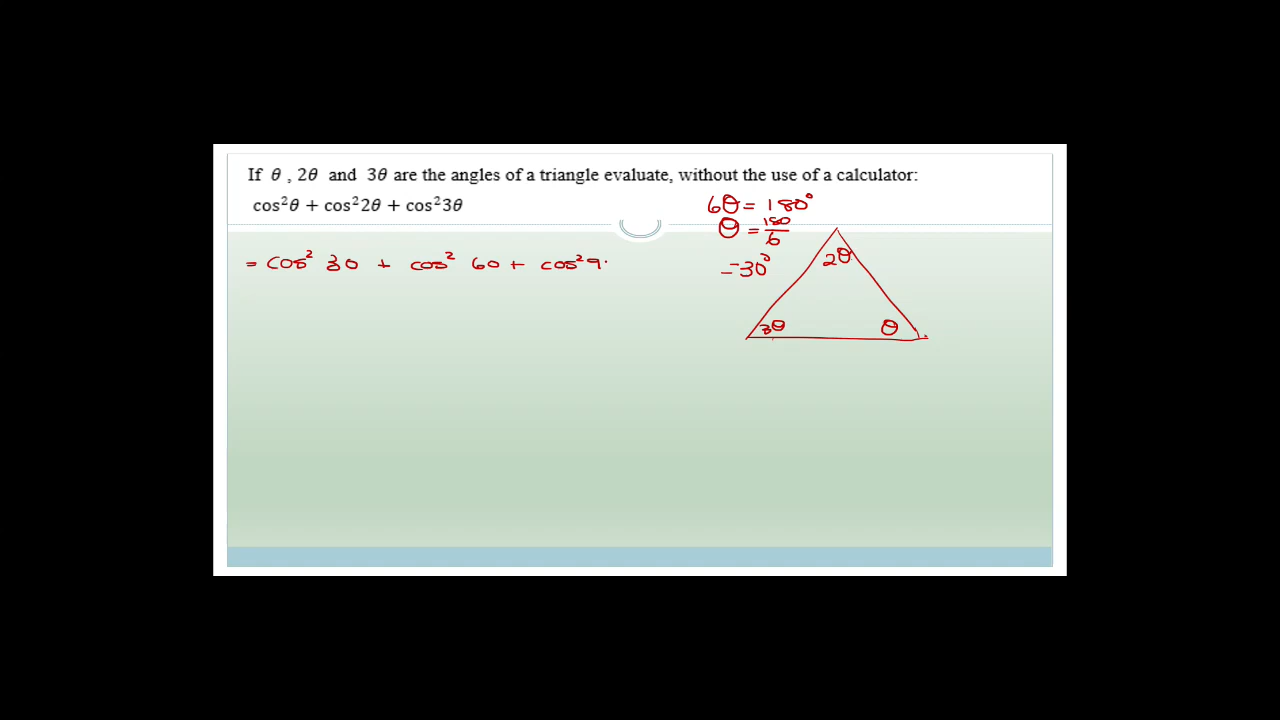 If θ , 2θ and 3θ are the angles of a triangle evaluate, without the use of a calculator:
cos²θ + cos²2θ + cos²3θ
6θ = 180°
θ = 180/6
= 30°
= cos² 30 + cos² 60 + cos² 9
2θ
3θ
θ